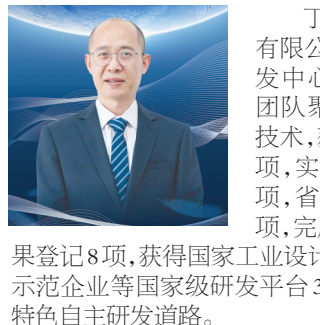 丁
有限公
发中心
团队聚
技术,
项,实
项,省
项,完
果登记8项,获得国家工业设计
示范企业等国家级研发平台3
特色自主研发道路。